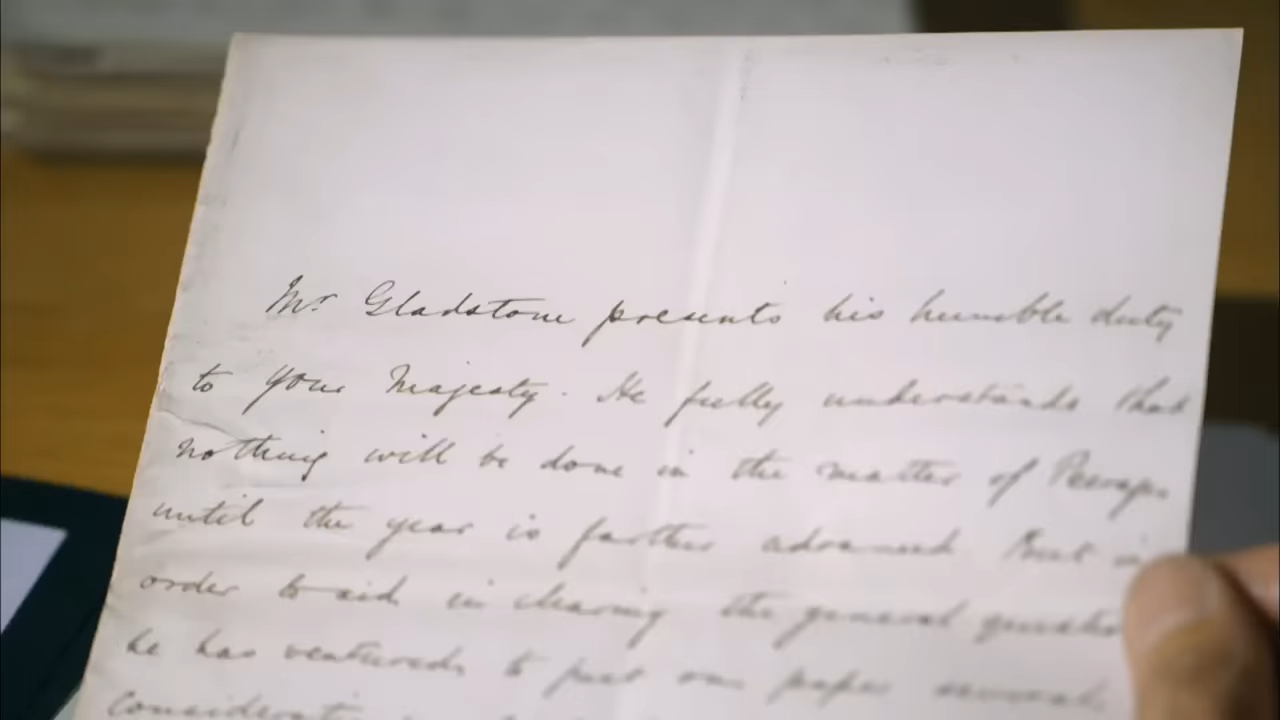 Mr Gladstone presents his humble duty
to Your Majesty. He fully understands that
nothing will be done in the matter of Peerages
until the year is further advanced. But in
order to aid in clearing the general question
he has ventured to put on paper several